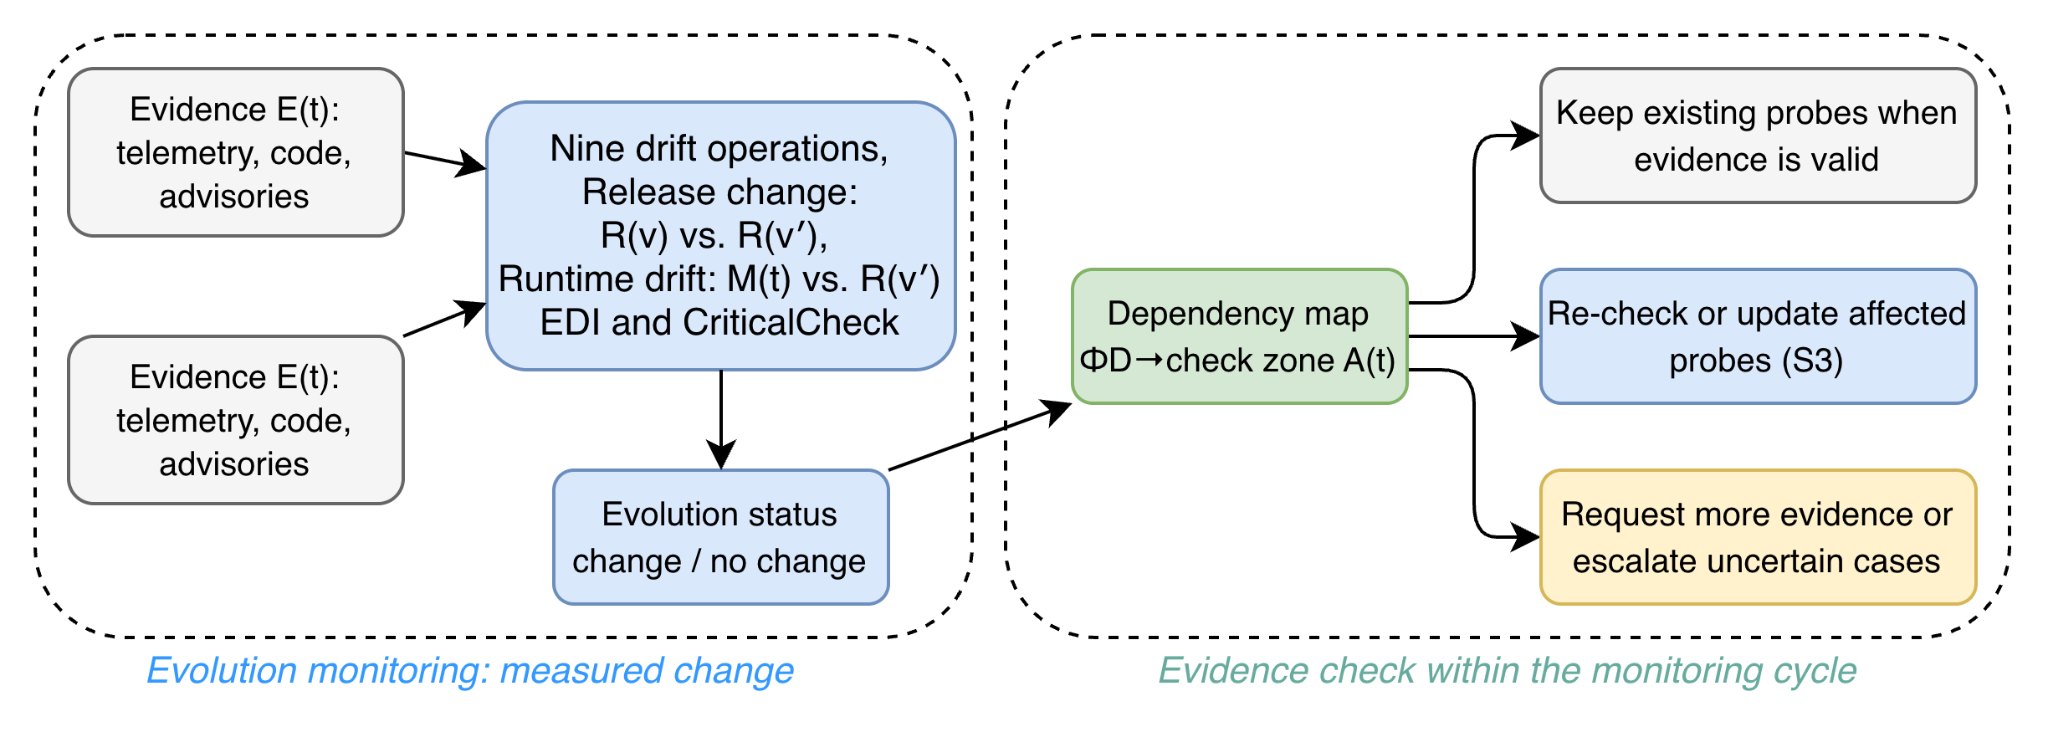 Evidence E(t):
telemetry, code,
advisories
Evidence E(t):
telemetry, code,
advisories
Nine drift operations,
Release change:
R(v) vs. R(v′),
Runtime drift: M(t) vs. R(v′)
EDI and CriticalCheck
Evolution status
change / no change
Evolution monitoring: measured change
Dependency map
ΦD→check zone A(t)
Keep existing probes when
evidence is valid
Re-check or update affected
probes (S3)
Request more evidence or
escalate uncertain cases
Evidence check within the monitoring cycle